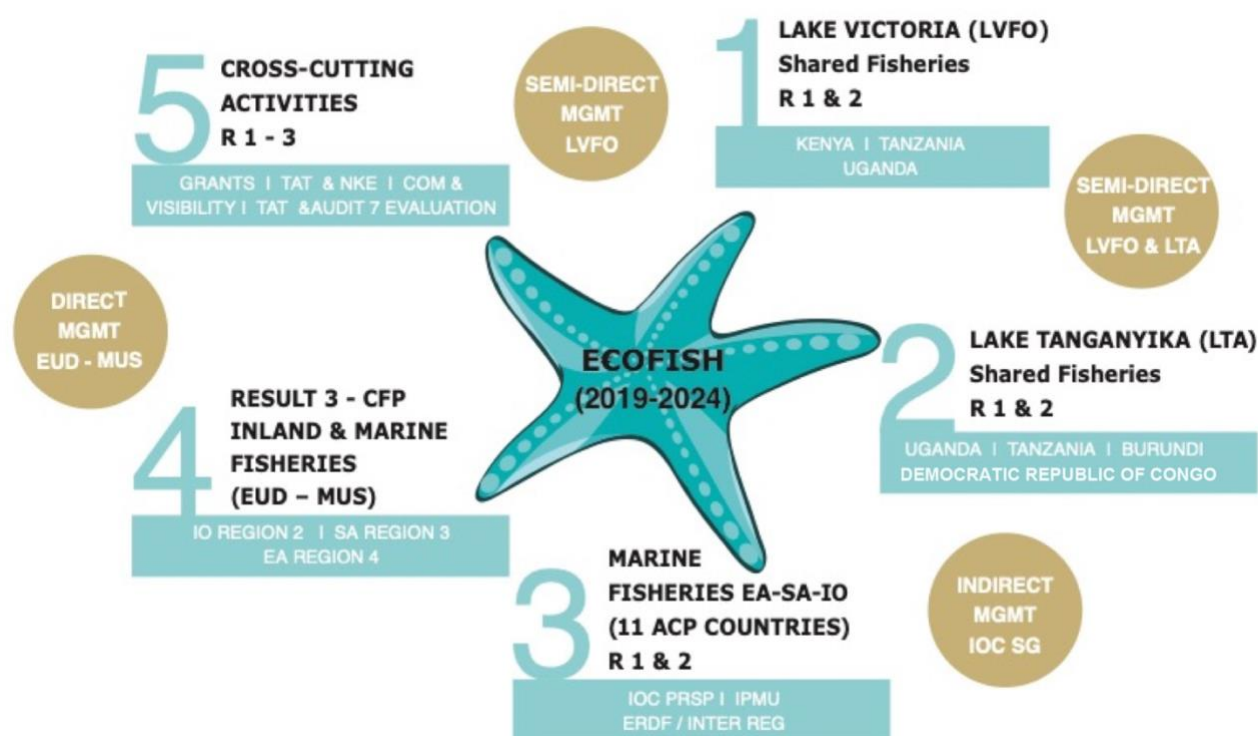 5
CROSS-CUTTING
ACTIVITIES
R 1 - 3
GRANTS I TAT & NKE I COM &
VISIBILITY I TAT &AUDIT 7 EVALUATION
SEMI-DIRECT
MGMT
LVFO
1
LAKE VICTORIA (LVFO)
Shared Fisheries
R 1 & 2
KENYA I TANZANIA
UGANDA
SEMI-DIRECT
MGMT
LVFO & LTA
DIRECT
MGMT
EUD - MUS
ECOFISH
(2019-2024)
2
LAKE TANGANYIKA (LTA)
Shared Fisheries
R 1 & 2
UGANDA I TANZANIA I BURUNDI
DEMOCRATIC REPUBLIC OF CONGO
4
RESULT 3 - CFP
INLAND & MARINE
FISHERIES
(EUD – MUS)
IO REGION 2 I SA REGION 3
EA REGION 4
3
MARINE
FISHERIES EA-SA-IO
(11 ACP COUNTRIES)
R 1 & 2
IOC PRSP I IPMU
ERDF / INTER REG
INDIRECT
MGMT
IOC SG